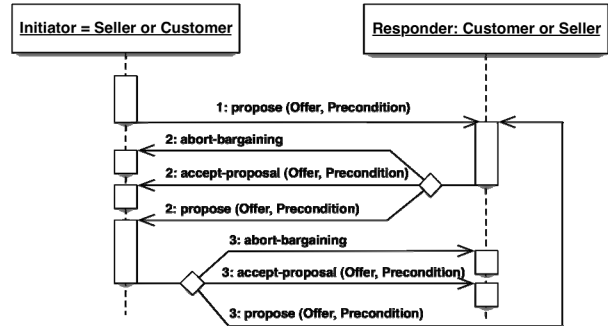 Initiator = Seller or Customer
Responder: Customer or Seller
1: propose (Offer, Precondition)
2: abort-bargaining
2: accept-proposal (Offer, Precondition)
2: propose (Offer, Precondition)
3: abort-bargaining
3: accept-proposal (Offer, Precondition)
3: propose (Offer, Precondition)